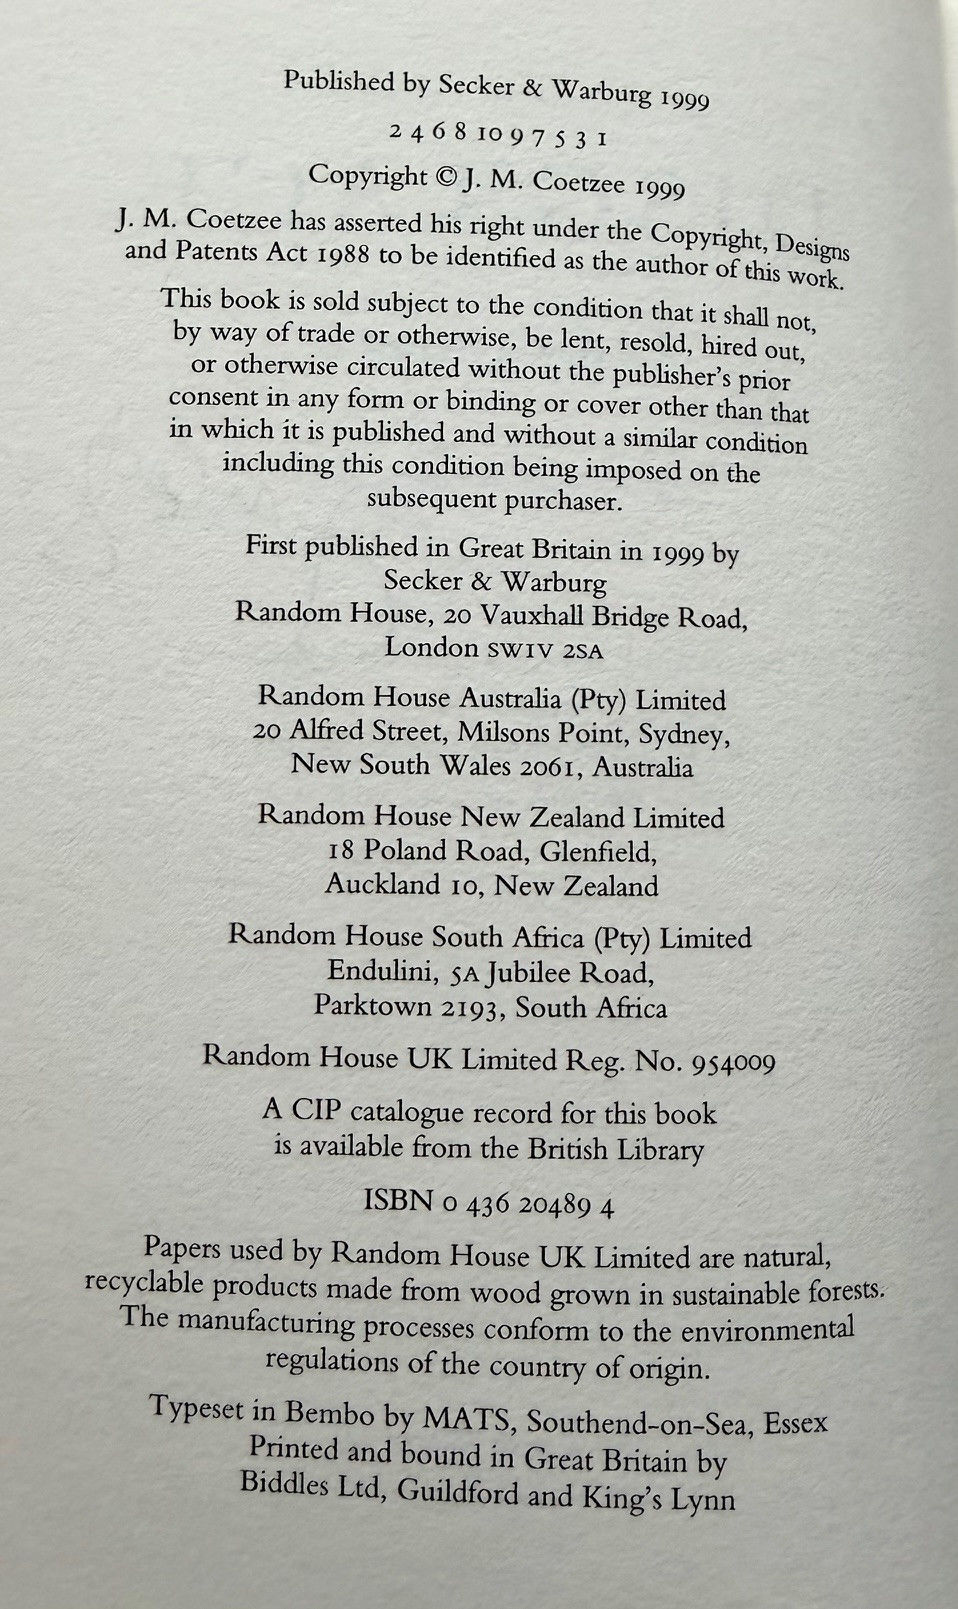 Published by Secker & Warburg 1999
2 4 6 8 10 9 7 5 3 1
Copyright © J. M. Coetzee 1999
J. M. Coetzee has asserted his right under the Copyright, Designs
and Patents Act 1988 to be identified as the author of this work.
This book is sold subject to the condition that it shall not,
by way of trade or otherwise, be lent, resold, hired out,
or otherwise circulated without the publisher's prior
consent in any form or binding or cover other than that
in which it is published and without a similar condition
including this condition being imposed on the
subsequent purchaser.
First published in Great Britain in 1999 by
Secker & Warburg
Random House, 20 Vauxhall Bridge Road,
London SW1V 2SA
Random House Australia (Pty) Limited
20 Alfred Street, Milsons Point, Sydney,
New South Wales 2061, Australia
Random House New Zealand Limited
18 Poland Road, Glenfield,
Auckland 10, New Zealand
Random House South Africa (Pty) Limited
Endulini, 5A Jubilee Road,
Parktown 2193, South Africa
Random House UK Limited Reg. No. 954009
A CIP catalogue record for this book
is available from the British Library
ISBN 0 436 20489 4
Papers used by Random House UK Limited are natural,
recyclable products made from wood grown in sustainable forests.
The manufacturing processes conform to the environmental
regulations of the country of origin.
Typeset in Bembo by MATS, Southend-on-Sea, Essex
Printed and bound in Great Britain by
Biddles Ltd, Guildford and King's Lynn